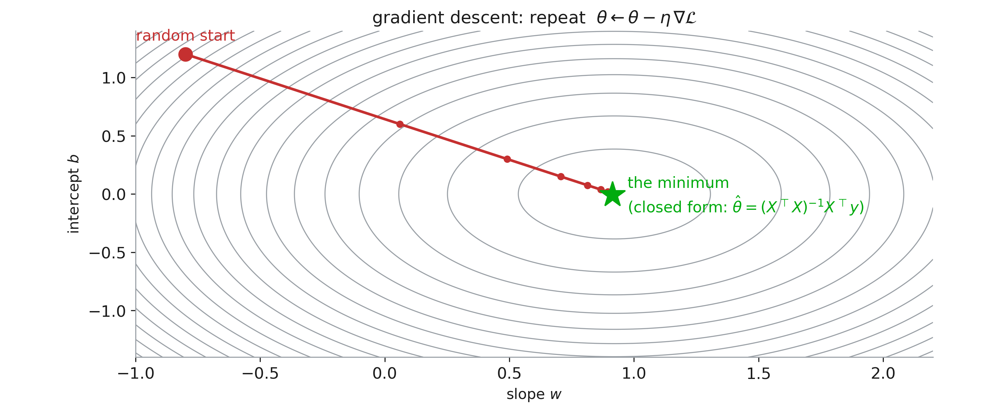 gradient descent: repeat θ ← θ − η ∇ℒ
random start
1.0
0.5
0.0
−0.5
−1.0
intercept b
the minimum
(closed form: θ̂ = (X⊤X)⁻¹X⊤y)
−1.0
−0.5
0.0
0.5
1.0
1.5
2.0
slope w